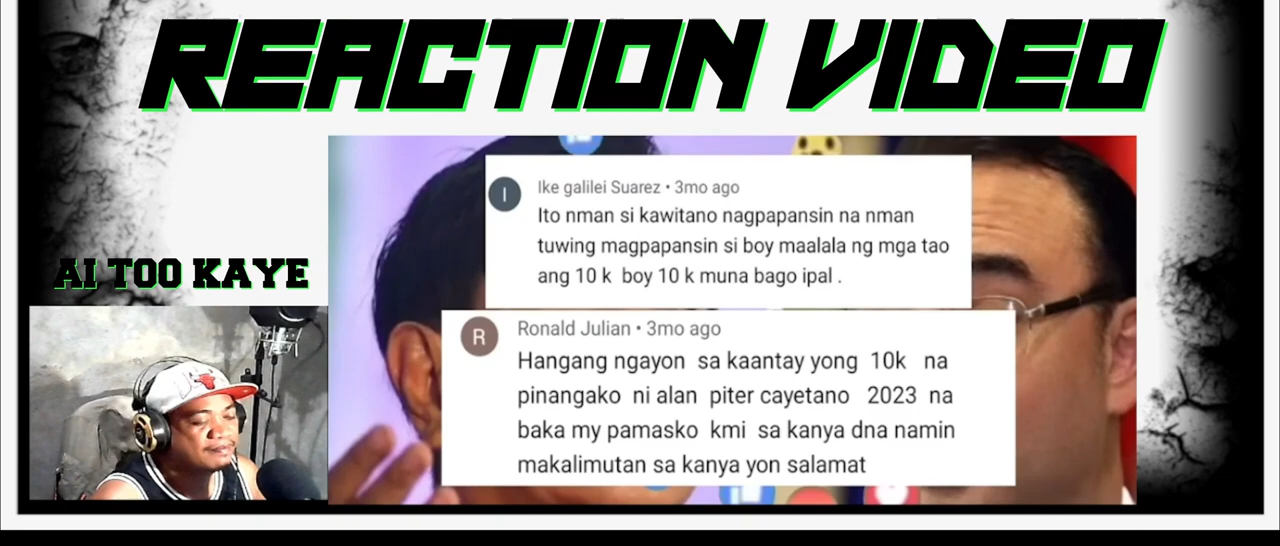 REACTION VIDEO
I
Ike galilei Suarez • 3mo ago
Ito nman si kawitano nagpapansin na nman
tuwing magpapansin si boy maalala ng mga tao
ang 10 k boy 10 k muna bago ipal .
AI TOO KAYE
R
Ronald Julian • 3mo ago
Hangang ngayon sa kaantay yong 10k na
pinangako ni alan piter cayetano 2023 na
baka my pamasko kmi sa kanya dna namin
makalimutan sa kanya yon salamat